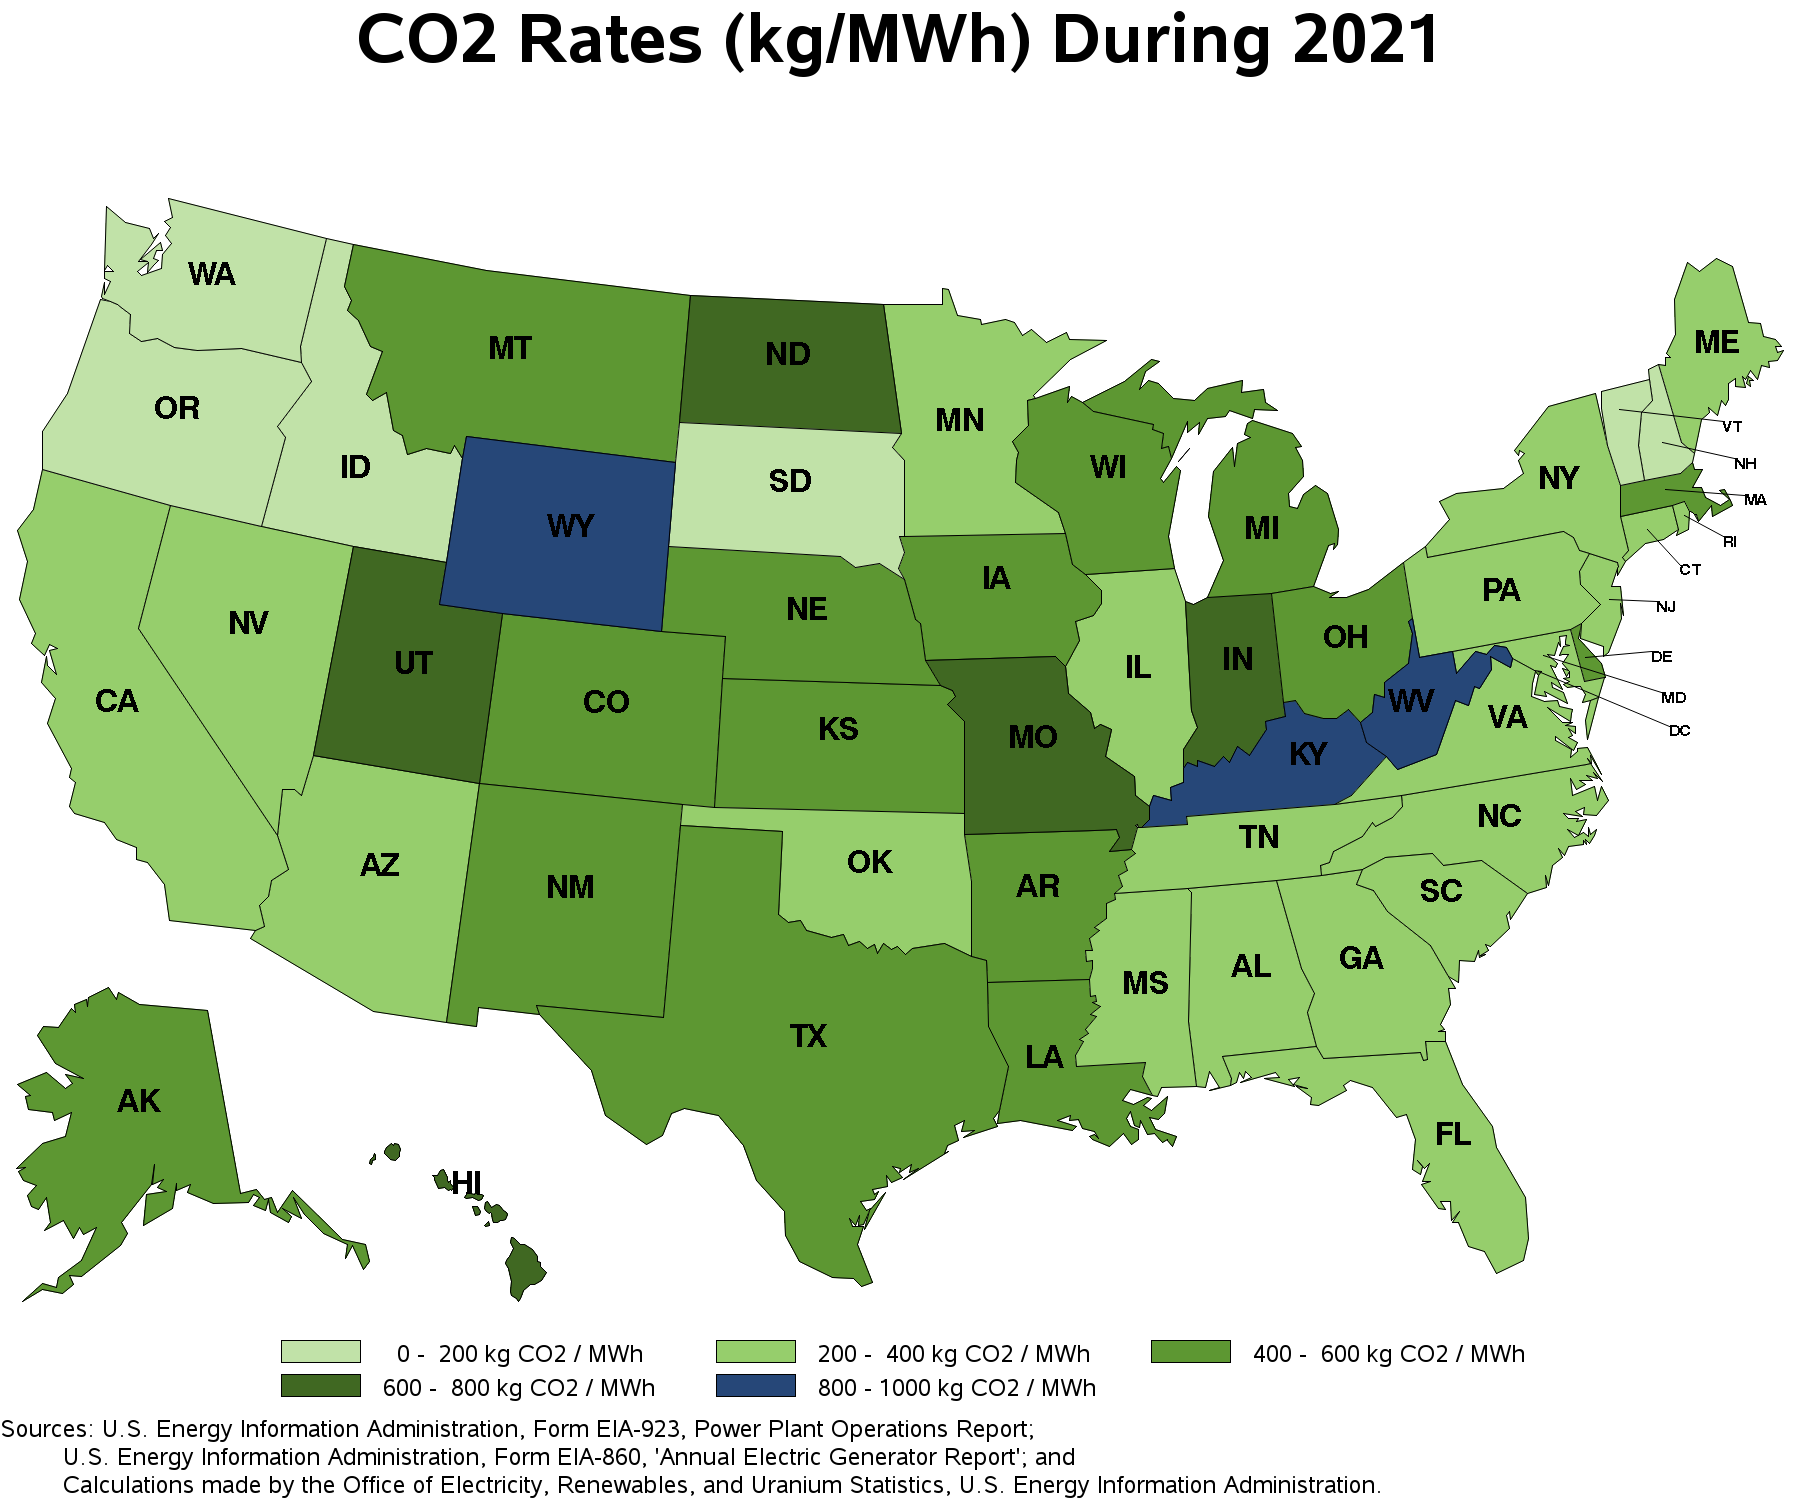 CO2 Rates (kg/MWh) During 2021
WA
MT
ND
ME
OR
MN
VT
ID
SD
WI
NY
NH
WY
MI
MA
RI
IA
CT
NE
PA
NJ
NV
UT
OH
IL
IN
DE
CA
CO
MD
WV
KS
MO
VA
DC
KY
NC
TN
AZ
OK
NM
AR
SC
GA
AL
MS
TX
LA
AK
FL
HI
0 - 200 kg CO2 / MWh
200 - 400 kg CO2 / MWh
400 - 600 kg CO2 / MWh
600 - 800 kg CO2 / MWh
800 - 1000 kg CO2 / MWh
Sources: U.S. Energy Information Administration, Form EIA-923, Power Plant Operations Report;
U.S. Energy Information Administration, Form EIA-860, 'Annual Electric Generator Report'; and
Calculations made by the Office of Electricity, Renewables, and Uranium Statistics, U.S. Energy Information Administration.